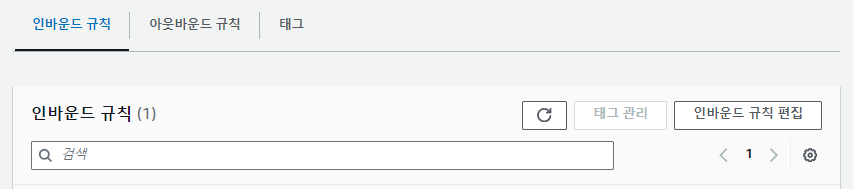 인바운드 규칙 아웃바운드 규칙 태그
인바운드 규칙 (1) 태그 관리 인바운드 규칙 편집
검색 1